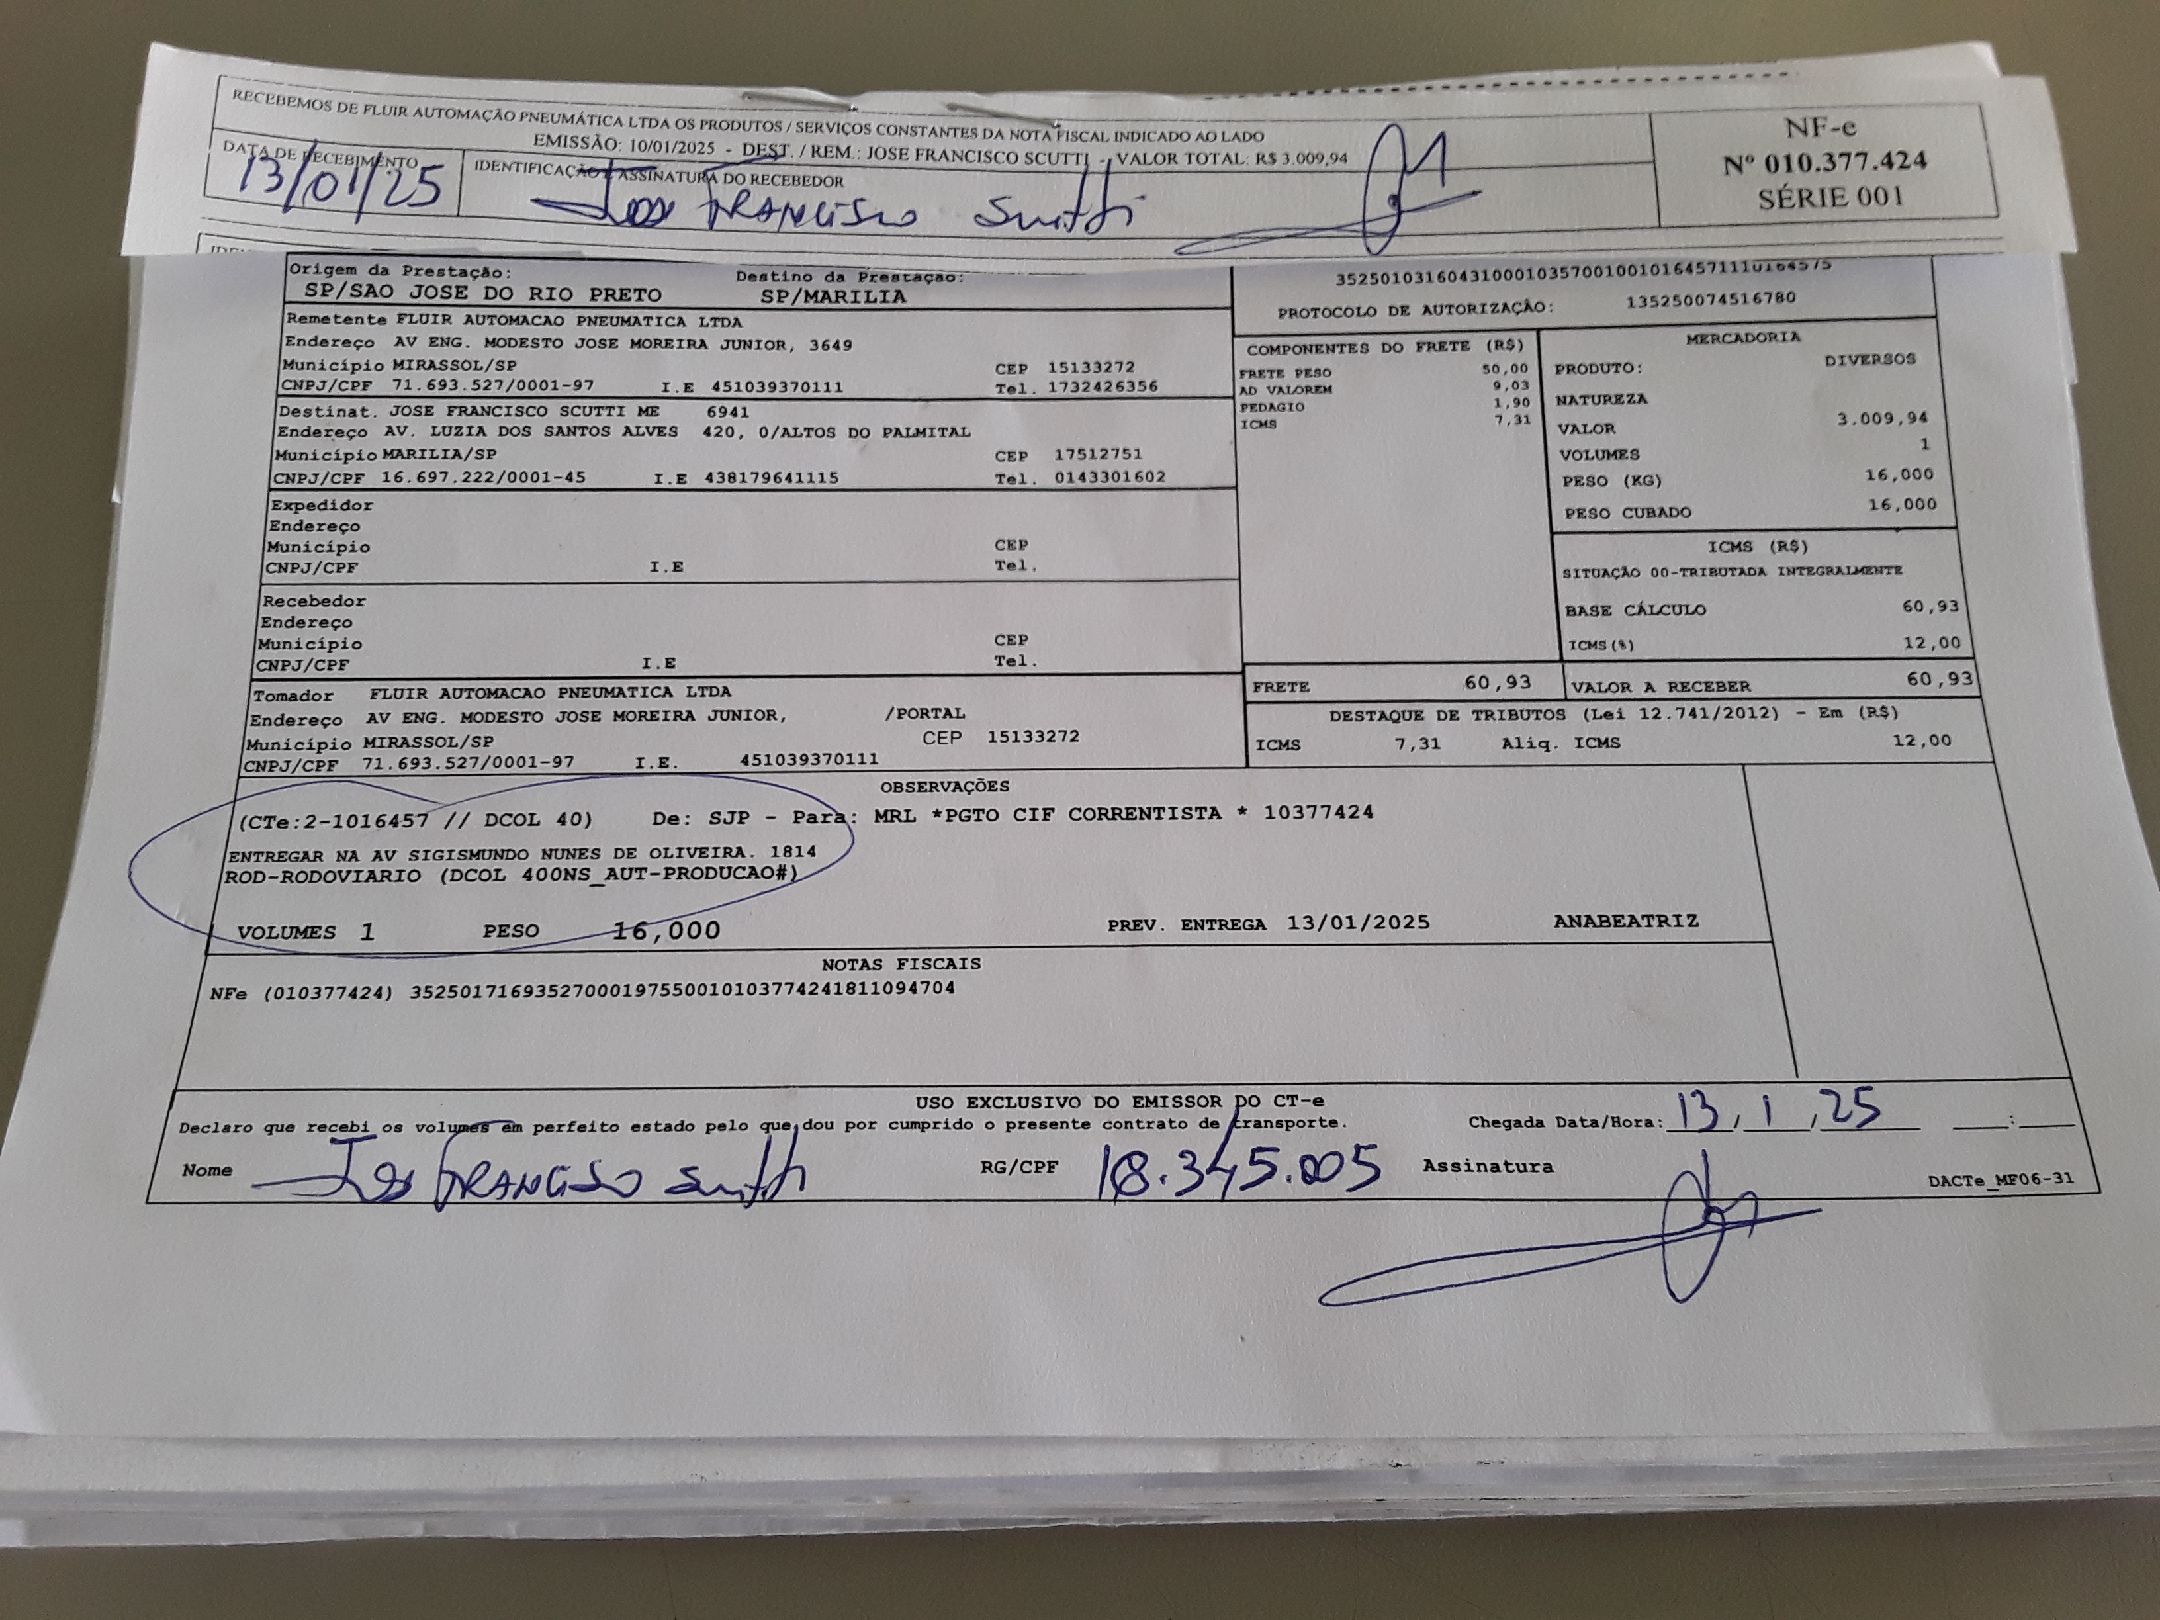 RECEBEMOS DE FLUIR AUTOMAÇÃO PNEUMÁTICA LTDA OS PRODUTOS / SERVIÇOS CONSTANTES DA NOTA FISCAL INDICADO AO LADO
EMISSÃO: 10/01/2025 - DEST. / REM.: JOSE FRANCISCO SCUTTI - VALOR TOTAL: R$ 3.009,94
NF-e
Nº 010.377.424
SÉRIE 001
DATA DE RECEBIMENTO
13/01/25
IDENTIFICAÇÃO E ASSINATURA DO RECEBEDOR
Jose FRANCISCO Scutti
Origem da Prestação:
Destino da Prestação:
SP/SAO JOSE DO RIO PRETO
SP/MARILIA
PROTOCOLO DE AUTORIZAÇÃO: 135250074516780
Remetente FLUIR AUTOMACAO PNEUMATICA LTDA
Endereço AV ENG. MODESTO JOSE MOREIRA JUNIOR, 3649
Município MIRASSOL/SP CEP 15133272
CNPJ/CPF 71.693.527/0001-97 I.E 451039370111 Tel. 1732426356
Destinat. JOSE FRANCISCO SCUTTI ME 6941
Endereço AV. LUZIA DOS SANTOS ALVES 420, 0/ALTOS DO PALMITAL
Município MARILIA/SP CEP 17512751
CNPJ/CPF 16.697.222/0001-45 I.E 438179641115 Tel. 0143301602
Expedidor
Endereço
Município CEP
CNPJ/CPF I.E Tel.
Recebedor
Endereço
Município CEP
CNPJ/CPF I.E Tel.
Tomador FLUIR AUTOMACAO PNEUMATICA LTDA
Endereço AV ENG. MODESTO JOSE MOREIRA JUNIOR, /PORTAL
Município MIRASSOL/SP CEP 15133272
CNPJ/CPF 71.693.527/0001-97 I.E. 451039370111
COMPONENTES DO FRETE (R$)
FRETE PESO 50,00
AD VALOREM 9,03
PEDAGIO 1,90
ICMS 7,31
MERCADORIA
PRODUTO: DIVERSOS
NATUREZA
VALOR 3.009,94
VOLUMES 1
PESO (KG) 16,000
PESO CUBADO 16,000
ICMS (R$)
SITUAÇÃO 00-TRIBUTADA INTEGRALMENTE
BASE CÁLCULO 60,93
ICMS(%) 12,00
FRETE 60,93
VALOR A RECEBER 60,93
DESTAQUE DE TRIBUTOS (Lei 12.741/2012) - Em (R$)
ICMS 7,31 Aliq. ICMS 12,00
OBSERVAÇÕES
(CTe:2-1016457 // DCOL 40) De: SJP - Para: MRL *PGTO CIF CORRENTISTA * 10377424
ENTREGAR NA AV SIGISMUNDO NUNES DE OLIVEIRA. 1814
ROD-RODOVIARIO (DCOL 400NS_AUT-PRODUCAO#)
VOLUMES 1 PESO 16,000 PREV. ENTREGA 13/01/2025 ANABEATRIZ
NOTAS FISCAIS
NFe (010377424) 35250171693527000197550010103774241811094704
USO EXCLUSIVO DO EMISSOR DO CT-e
Declaro que recebi os volumes em perfeito estado pelo que dou por cumprido o presente contrato de transporte.
Chegada Data/Hora: 13/1/25 :
Nome Jose FRANCISCO Scutti RG/CPF 18.345.005 Assinatura
DACTe_MF06-31